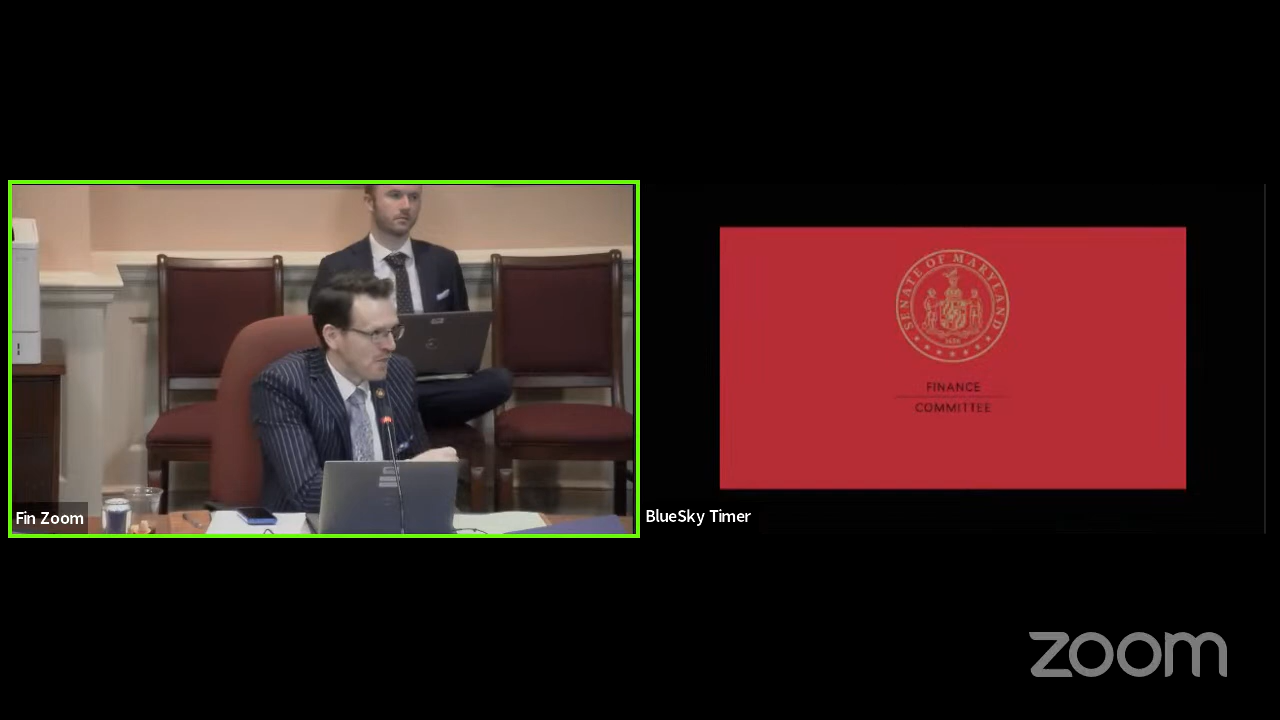 Fin Zoom
SENATE OF MARYLAND
FINANCE
COMMITTEE
BlueSky Timer
zoom